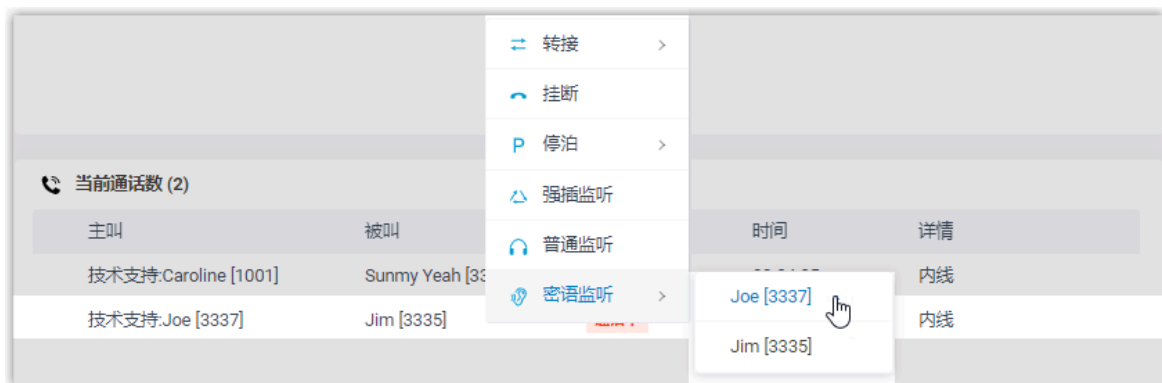 转接
挂断
P 停泊
当前通话数 (2)
强插监听
主叫 被叫 时间 详情
普通监听
技术支持:Caroline [1001] Sunmy Yeah [33 内线
密语监听 Joe [3337]
技术支持:Joe [3337] Jim [3335] 内线
Jim [3335]